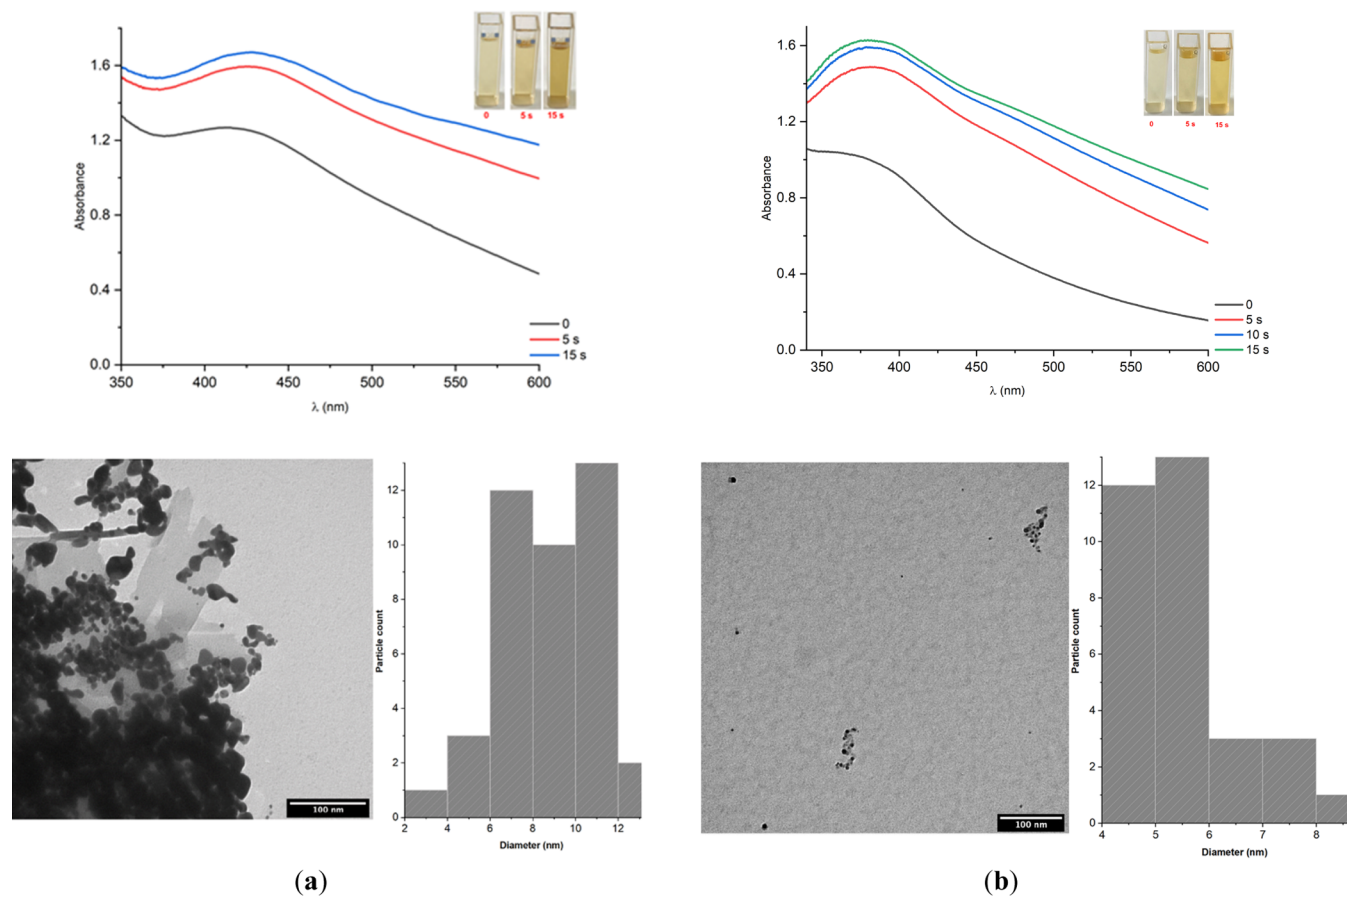 1.6
1.2
0.8
0.4
0.0
Absorbance
350
400
450
500
550
600
λ (nm)
0
5 s
15 s
0
5 s
15 s
1.6
1.2
0.8
0.4
0.0
Absorbance
350
400
450
500
550
600
λ (nm)
0
5 s
15 s
0
5 s
10 s
15 s
100 nm
12
10
8
6
4
2
0
Particle count
2
4
6
8
10
12
Diameter (nm)
100 nm
12
10
8
6
4
2
0
Particle count
4
5
6
7
8
Diameter (nm)
(a)
(b)